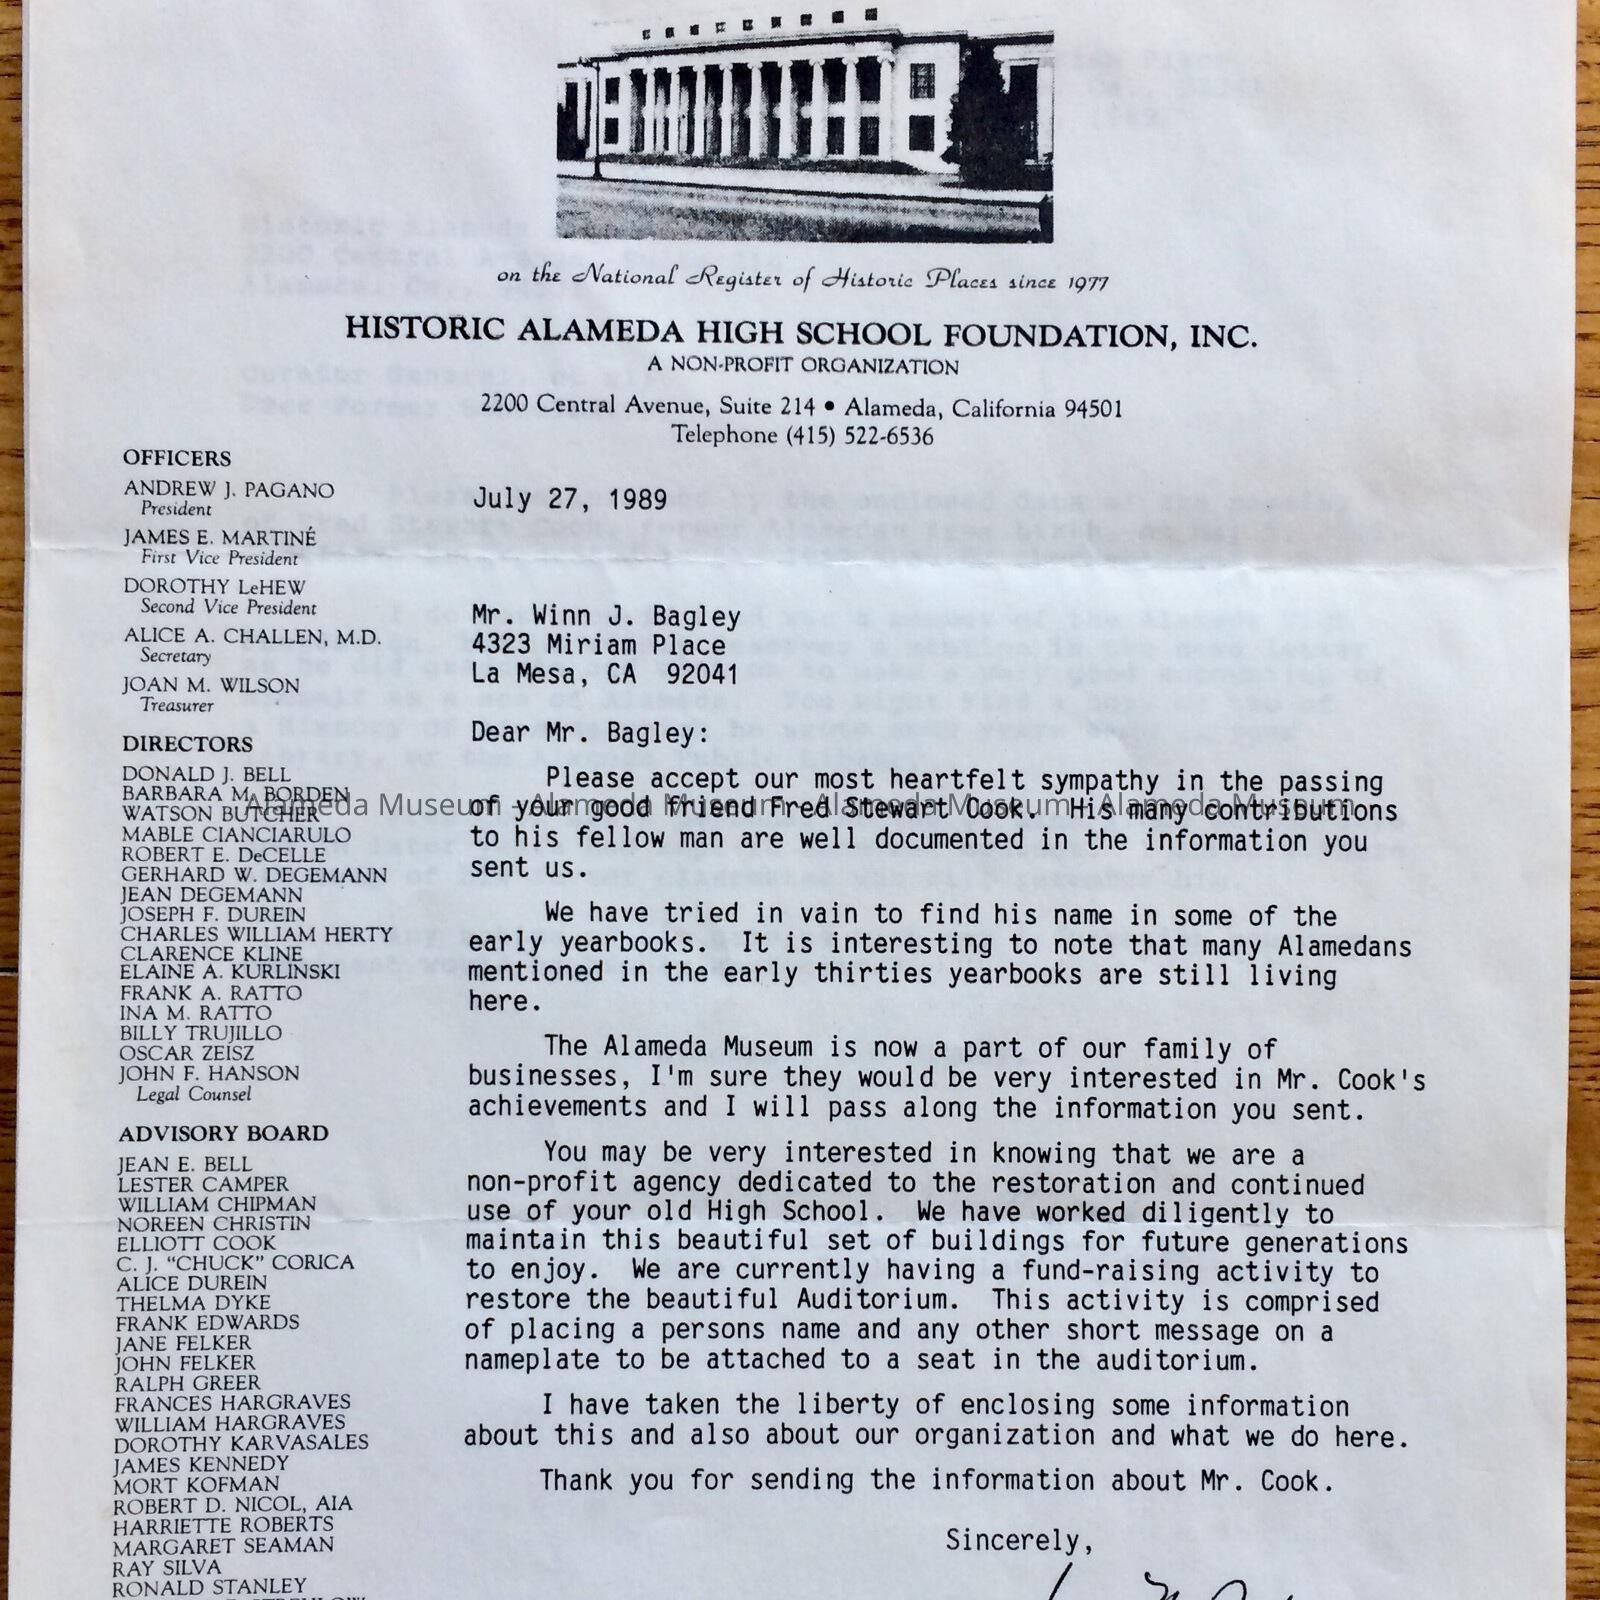 on the National Register of Historic Places since 1977
HISTORIC ALAMEDA HIGH SCHOOL FOUNDATION, INC.
A NON-PROFIT ORGANIZATION
2200 Central Avenue, Suite 214 • Alameda, California 94501
Telephone (415) 522-6536
OFFICERS
ANDREW J. PAGANO
President
JAMES E. MARTINÉ
First Vice President
DOROTHY LeHEW
Second Vice President
ALICE A. CHALLEN, M.D.
Secretary
JOAN M. WILSON
Treasurer
DIRECTORS
DONALD J. BELL
BARBARA M. BORDEN
WATSON BUTCHER
MABLE CIANCIARULO
ROBERT E. DeCELLE
GERHARD W. DEGEMANN
JEAN DEGEMANN
JOSEPH F. DUREIN
CHARLES WILLIAM HERTY
CLARENCE KLINE
ELAINE A. KURLINSKI
FRANK A. RATTO
INA M. RATTO
BILLY TRUJILLO
OSCAR ZEISZ
JOHN F. HANSON
Legal Counsel
ADVISORY BOARD
JEAN E. BELL
LESTER CAMPER
WILLIAM CHIPMAN
NOREEN CHRISTIN
ELLIOTT COOK
C. J. “CHUCK” CORICA
ALICE DUREIN
THELMA DYKE
FRANK EDWARDS
JANE FELKER
JOHN FELKER
RALPH GREER
FRANCES HARGRAVES
WILLIAM HARGRAVES
DOROTHY KARVASALES
JAMES KENNEDY
MORT KOFMAN
ROBERT D. NICOL, AIA
HARRIETTE ROBERTS
MARGARET SEAMAN
RAY SILVA
RONALD STANLEY
July 27, 1989
Mr. Winn J. Bagley
4323 Miriam Place
La Mesa, CA 92041
Dear Mr. Bagley:
Please accept our most heartfelt sympathy in the passing
of your good friend Fred Stewart Cook. His many contributions
to his fellow man are well documented in the information you
sent us.
We have tried in vain to find his name in some of the
early yearbooks. It is interesting to note that many Alamedans
mentioned in the early thirties yearbooks are still living
here.
The Alameda Museum is now a part of our family of
businesses, I'm sure they would be very interested in Mr. Cook's
achievements and I will pass along the information you sent.
You may be very interested in knowing that we are a
non-profit agency dedicated to the restoration and continued
use of your old High School. We have worked diligently to
maintain this beautiful set of buildings for future generations
to enjoy. We are currently having a fund-raising activity to
restore the beautiful Auditorium. This activity is comprised
of placing a persons name and any other short message on a
nameplate to be attached to a seat in the auditorium.
I have taken the liberty of enclosing some information
about this and also about our organization and what we do here.
Thank you for sending the information about Mr. Cook.
Sincerely,
Alameda Museum - Alameda Museum - Alameda Museum - Alameda Museum